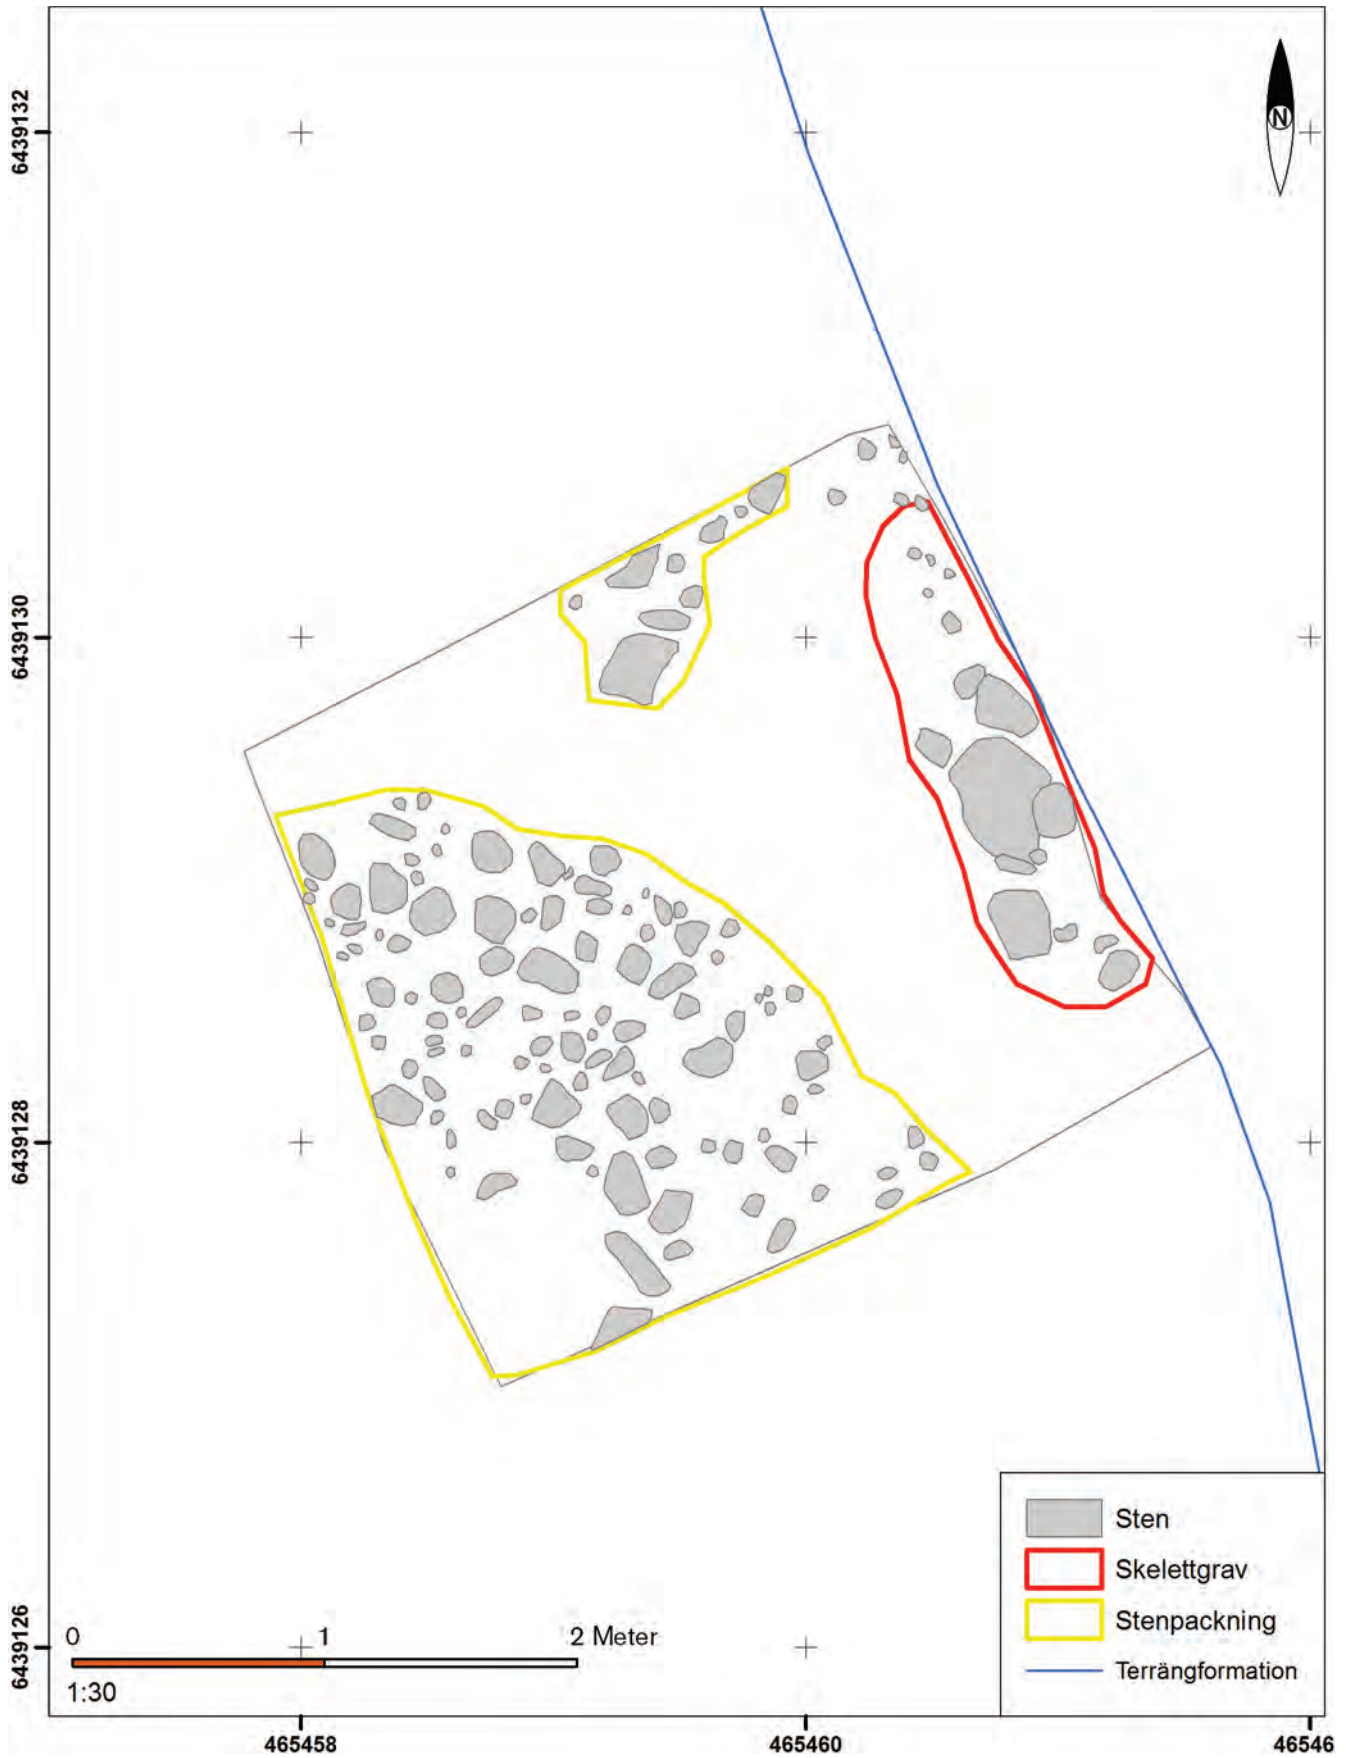 N
6439132
6439130
6439128
6439126
Sten
Skelettgrav
Stenpackning
Terrängformation
0 1 2 Meter
1:30
465458 465460 46546